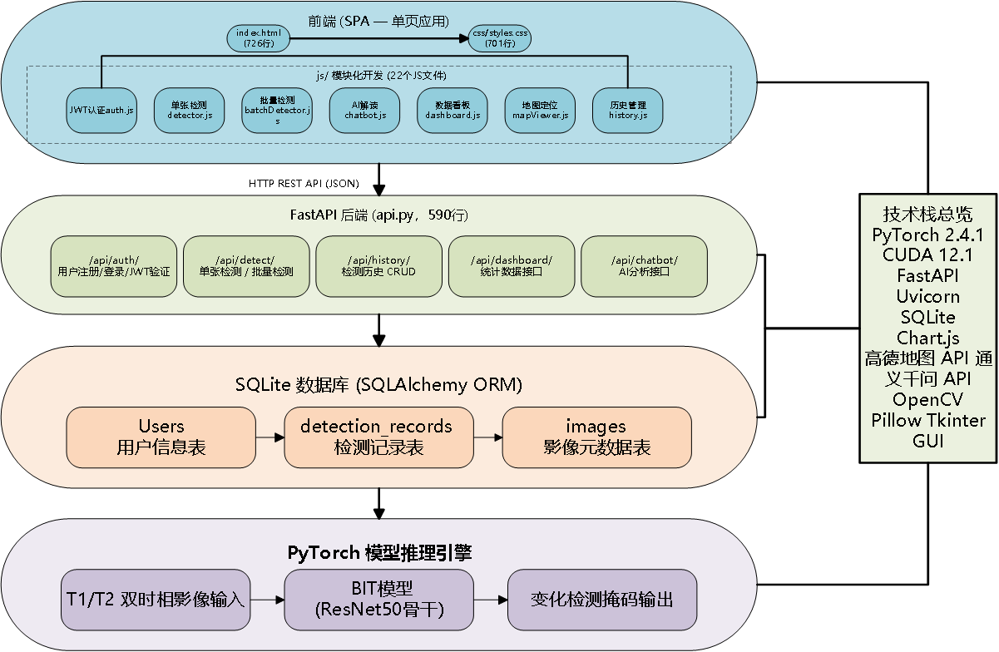 前端 (SPA — 单页应用)
index.html
(726行)
css/styles.css
(701行)
js/ 模块化开发 (22个JS文件)
JWT认证auth.js
单张检测
detector.js
批量检测
batchDetector.j
s
AI解读
chatbot.js
数据看板
dashboard.js
地图定位
mapViewer.js
历史管理
history.js
HTTP REST API (JSON)
FastAPI 后端 (api.py，590行)
/api/auth/
用户注册/登录/JWT验证
/api/detect/
单张检测 / 批量检测
/api/history/
检测历史 CRUD
/api/dashboard/
统计数据接口
/api/chatbot/
AI分析接口
SQLite 数据库 (SQLAlchemy ORM)
Users
用户信息表
detection_records
检测记录表
images
影像元数据表
PyTorch 模型推理引擎
T1/T2 双时相影像输入
BIT模型
(ResNet50骨干)
变化检测掩码输出
技术栈总览
PyTorch 2.4.1
CUDA 12.1
FastAPI
Uvicorn
SQLite
Chart.js
高德地图 API 通
义千问 API
OpenCV
Pillow Tkinter
GUI